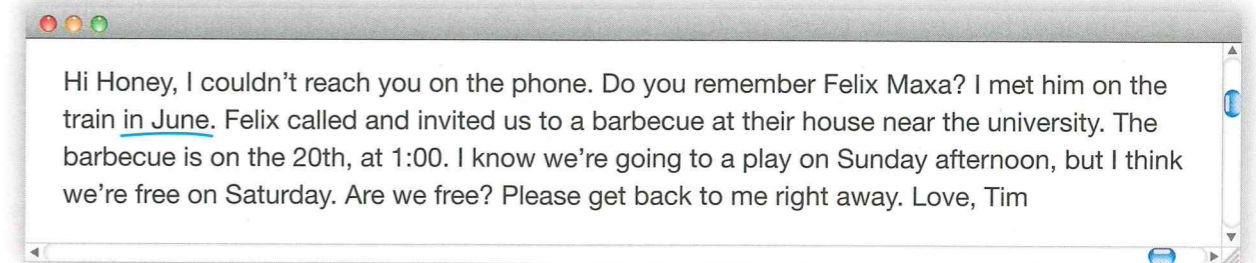 Hi Honey, I couldn't reach you on the phone. Do you remember Felix Maxa? I met him on the
train in June. Felix called and invited us to a barbecue at their house near the university. The
barbecue is on the 20th, at 1:00. I know we're going to a play on Sunday afternoon, but I think
we're free on Saturday. Are we free? Please get back to me right away. Love, Tim